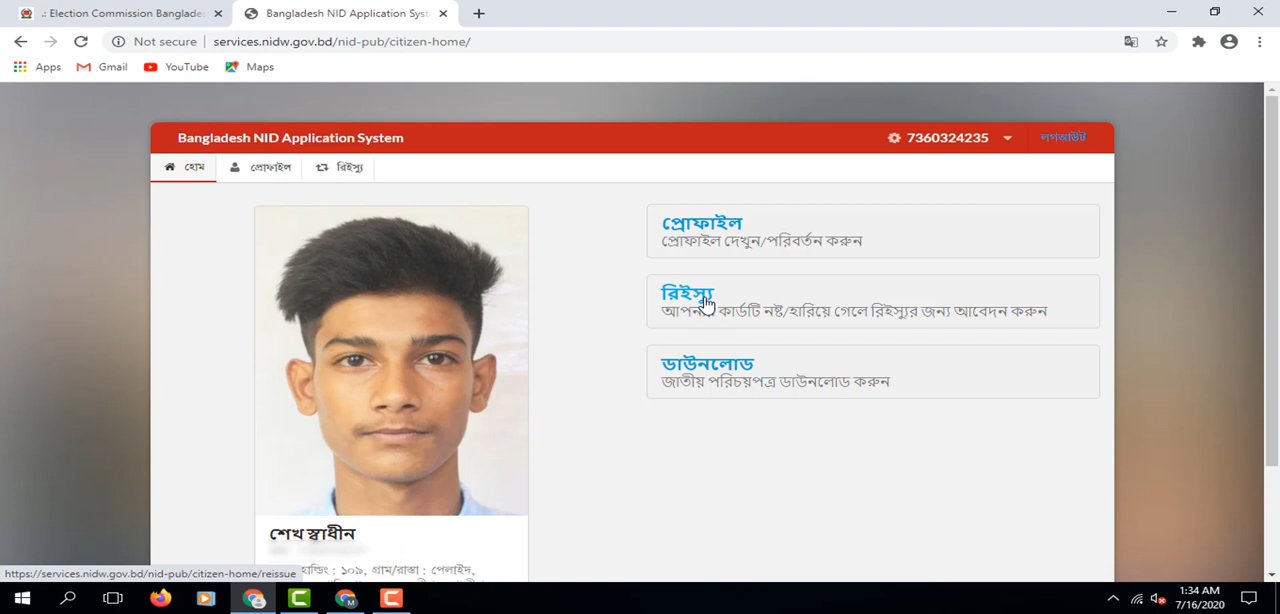 .: Election Commission Banglades
Bangladesh NID Application Syst
Not secure
services.nidw.gov.bd/nid-pub/citizen-home/
Apps
Gmail
YouTube
Maps
Bangladesh NID Application System
7360324235
লগআউট
হোম
প্রোফাইল
রিইস্যু
প্রোফাইল
প্রোফাইল দেখুন/পরিবর্তন করুন
রিইস্যু
আপনার কার্ডটি নষ্ট/হারিয়ে গেলে রিইস্যুর জন্য আবেদন করুন
ডাউনলোড
জাতীয় পরিচয়পত্র ডাউনলোড করুন
শেখ স্বাধীন
হোল্ডিং : ১০৯, গ্রাম/রাস্তা : পেলাইদ,
https://services.nidw.gov.bd/nid-pub/citizen-home/reissue
1:34 AM
7/16/2020